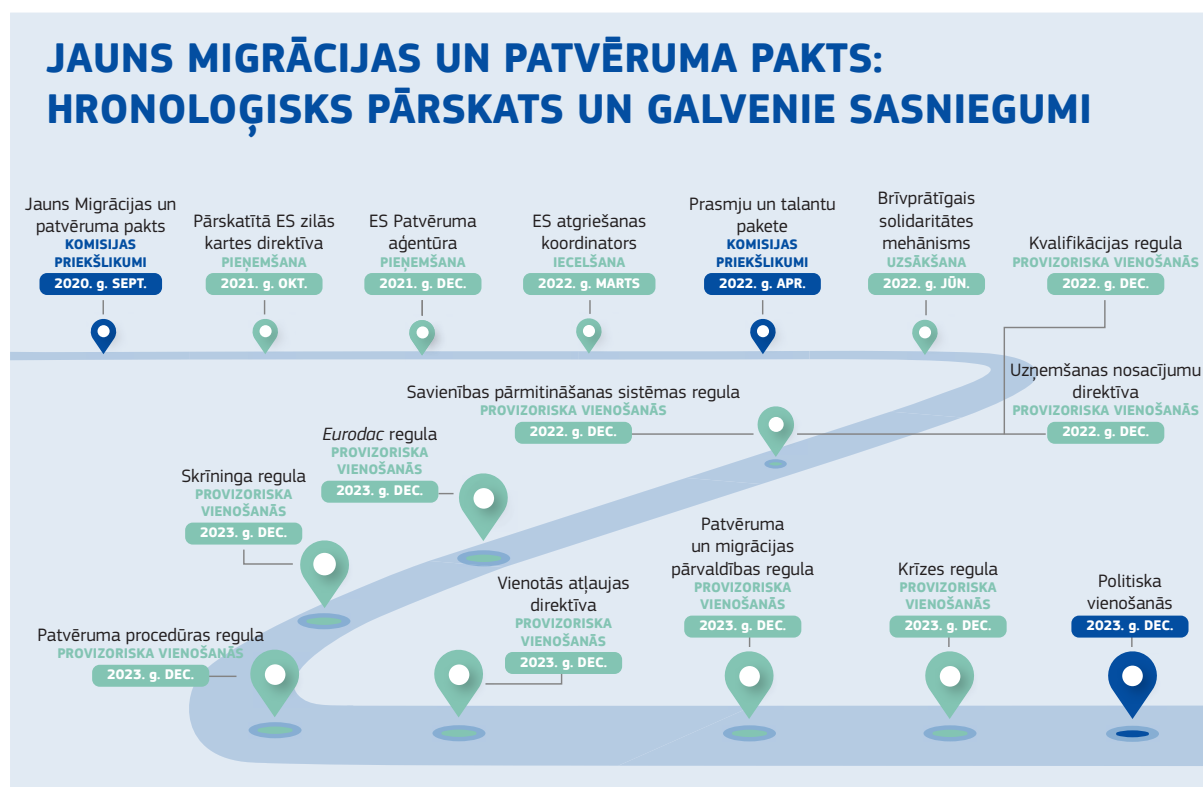 JAUNS MIGRĀCIJAS UN PATVĒRUMA PAKTS:
HRONOLOĢISKS PĀRSKATS UN GALVENIE SASNIEGUMI
Jauns Migrācijas un
patvēruma pakts
KOMISIJAS
PRIEKŠLIKUMI
2020. g. SEPT.
Pārskatītā ES zilās
kartes direktīva
PIEŅEMŠANA
2021. g. OKT.
ES Patvēruma
aģentūra
PIEŅEMŠANA
2021. g. DEC.
ES atgriešanas
koordinators
IECELŠANA
2022. g. MARTS
Prasmju un talantu
pakete
KOMISIJAS
PRIEKŠLIKUMI
2022. g. APR.
Brīvprātīgais
solidaritātes
mehānisms
UZSĀKŠANA
2022. g. JŪN.
Kvalifikācijas regula
PROVIZORISKA VIENOŠANĀS
2022. g. DEC.
Uzņemšanas nosacījumu
direktīva
PROVIZORISKA VIENOŠANĀS
2022. g. DEC.
Savienības pārmitināšanas sistēmas regula
PROVIZORISKA VIENOŠANĀS
2022. g. DEC.
Eurodac regula
PROVIZORISKA
VIENOŠANĀS
2023. g. DEC.
Skrīninga regula
PROVIZORISKA
VIENOŠANĀS
2023. g. DEC.
Patvēruma procedūras regula
PROVIZORISKA VIENOŠANĀS
2023. g. DEC.
Vienotās atļaujas
direktīva
PROVIZORISKA
VIENOŠANĀS
2023. g. DEC.
Patvēruma
un migrācijas
pārvaldības regula
PROVIZORISKA
VIENOŠANĀS
2023. g. DEC.
Krīzes regula
PROVIZORISKA
VIENOŠANĀS
2023. g. DEC.
Politiska
vienošanās
2023. g. DEC.